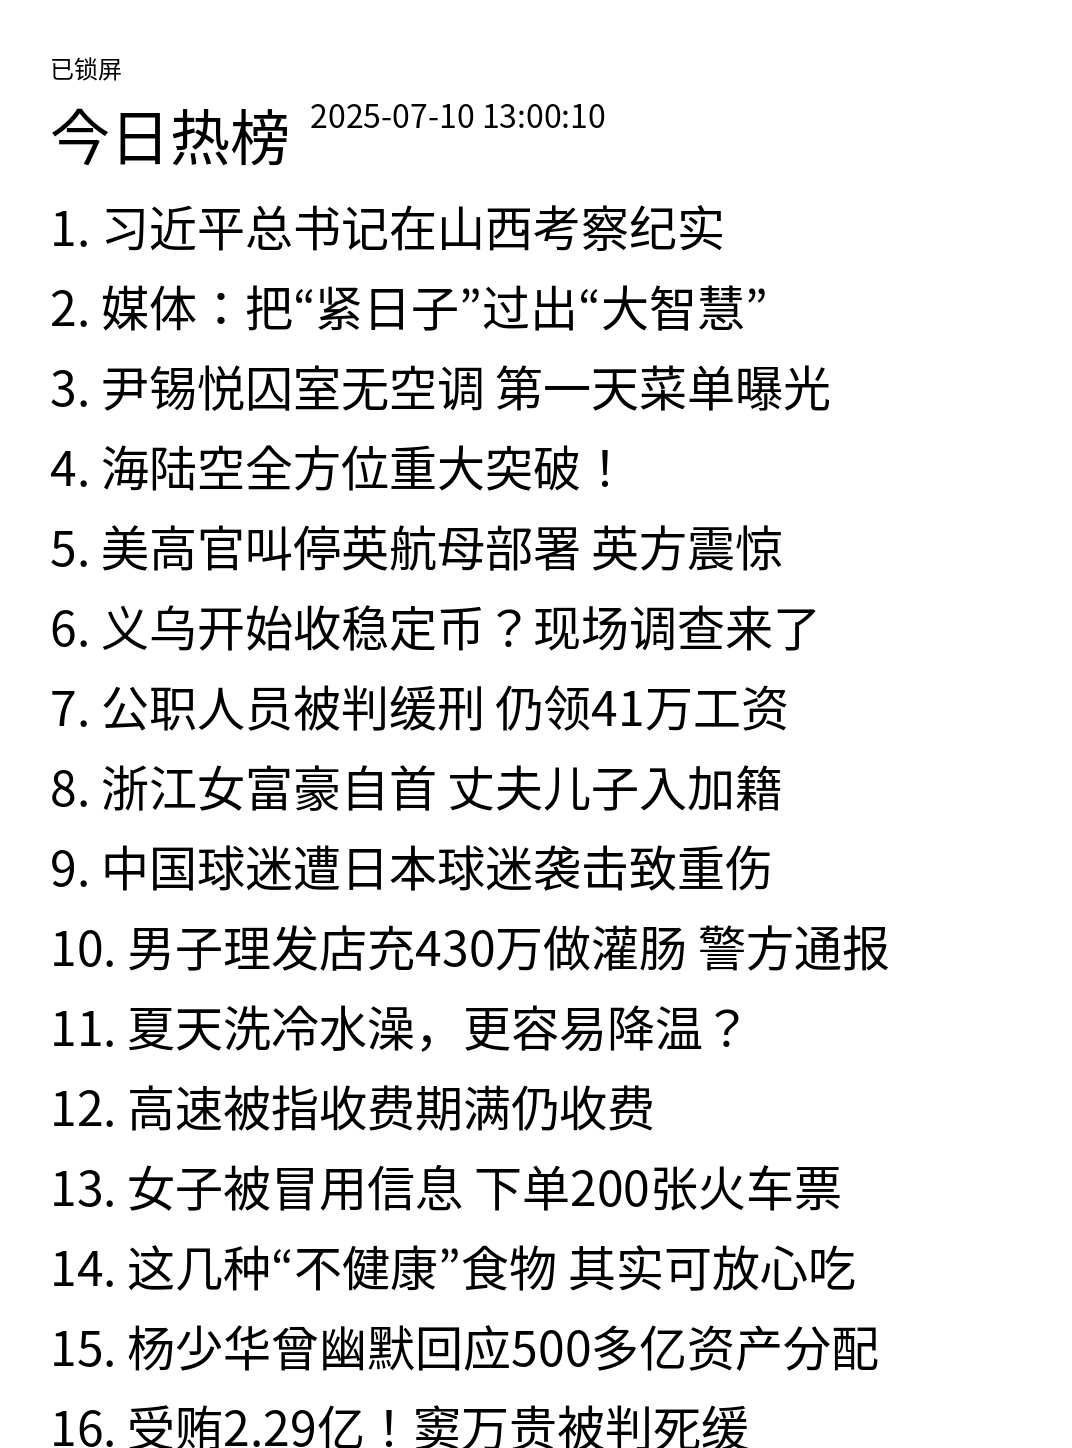 已锁屏
今日热榜 2025-07-10 13:00:10
1. 习近平总书记在山西考察纪实
2. 媒体：把“紧日子”过出“大智慧”
3. 尹锡悦囚室无空调 第一天菜单曝光
4. 海陆空全方位重大突破！
5. 美高官叫停英航母部署 英方震惊
6. 义乌开始收稳定币？现场调查来了
7. 公职人员被判缓刑 仍领41万工资
8. 浙江女富豪自首 丈夫儿子入加籍
9. 中国球迷遭日本球迷袭击致重伤
10. 男子理发店充430万做灌肠 警方通报
11. 夏天洗冷水澡，更容易降温？
12. 高速被指收费期满仍收费
13. 女子被冒用信息 下单200张火车票
14. 这几种“不健康”食物 其实可放心吃
15. 杨少华曾幽默回应500多亿资产分配
16. 受贿2.29亿！窦万贵被判死缓